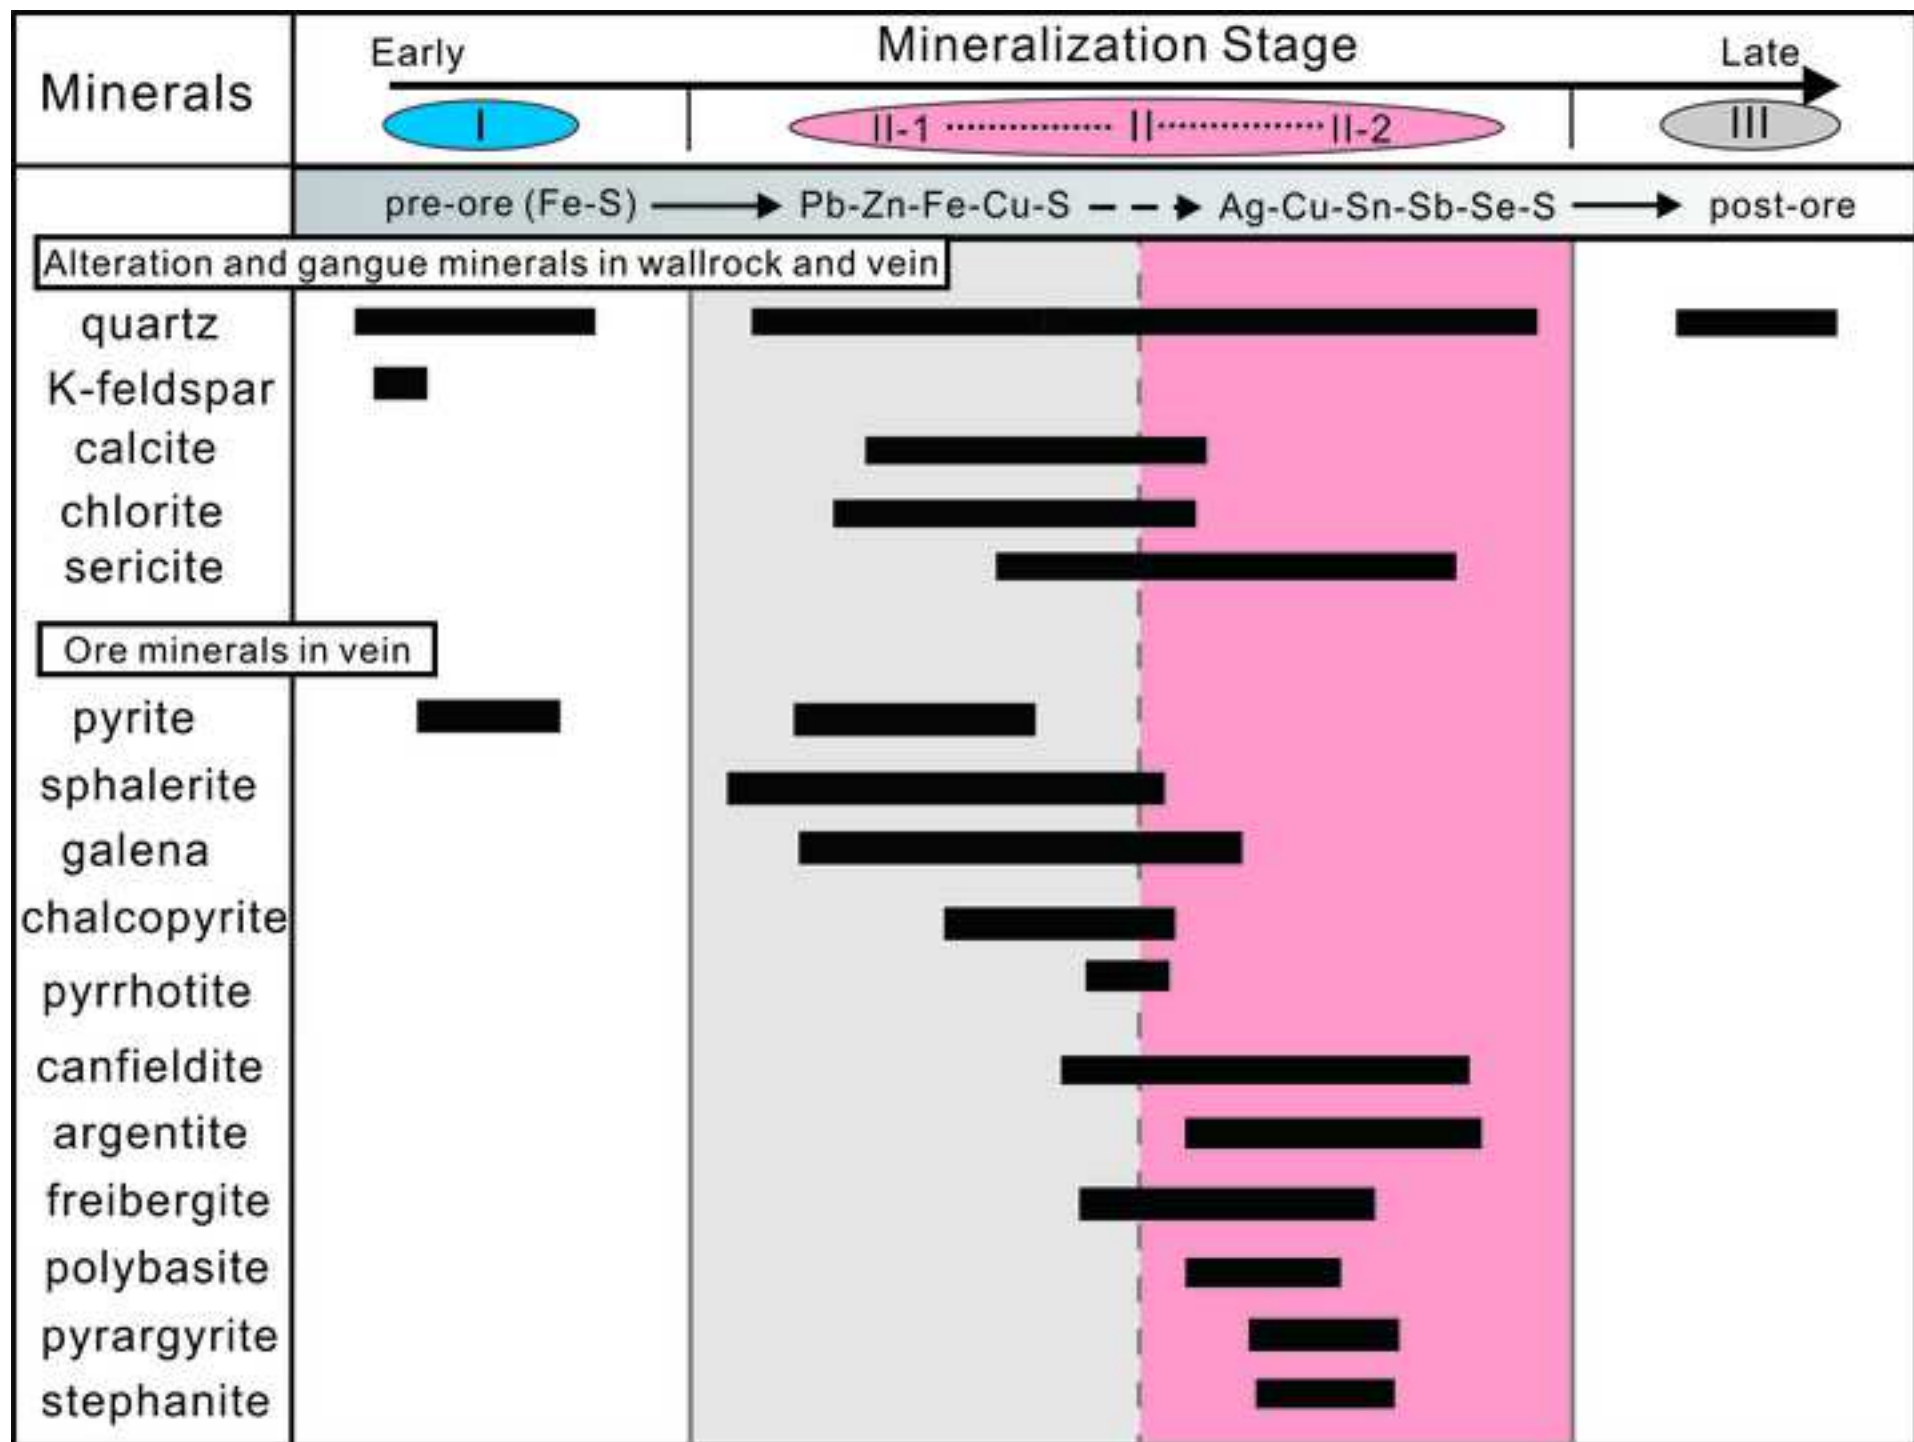 Minerals
Early
Mineralization Stage
Late
I
II-1 ................ II ................ II-2
III
pre-ore (Fe-S)
Pb-Zn-Fe-Cu-S
Ag-Cu-Sn-Sb-Se-S
post-ore
Alteration and gangue minerals in wallrock and vein
quartz
K-feldspar
calcite
chlorite
sericite
Ore minerals in vein
pyrite
sphalerite
galena
chalcopyrite
pyrrhotite
canfieldite
argentite
freibergite
polybasite
pyrargyrite
stephanite